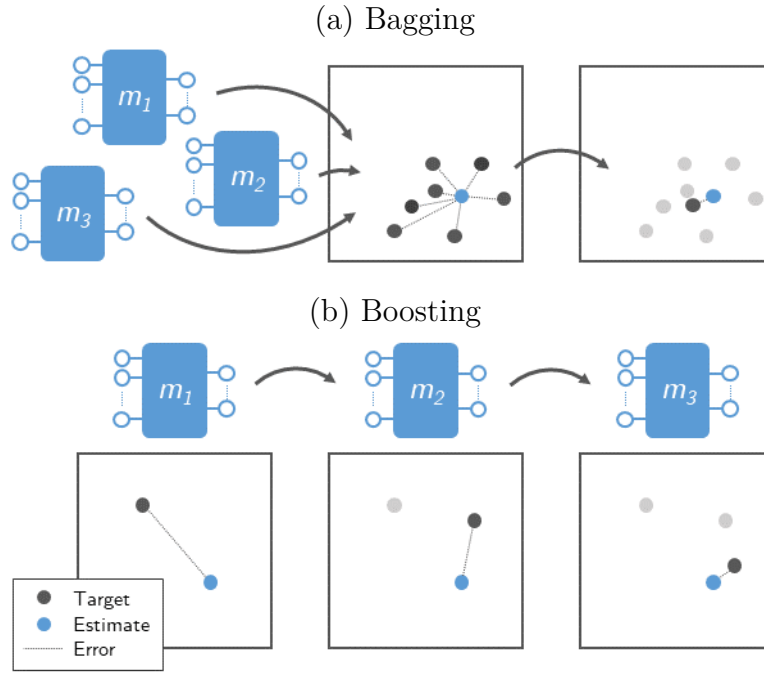 (a) Bagging
m1
m2
m3
(b) Boosting
m1
m2
m3
Target
Estimate
Error